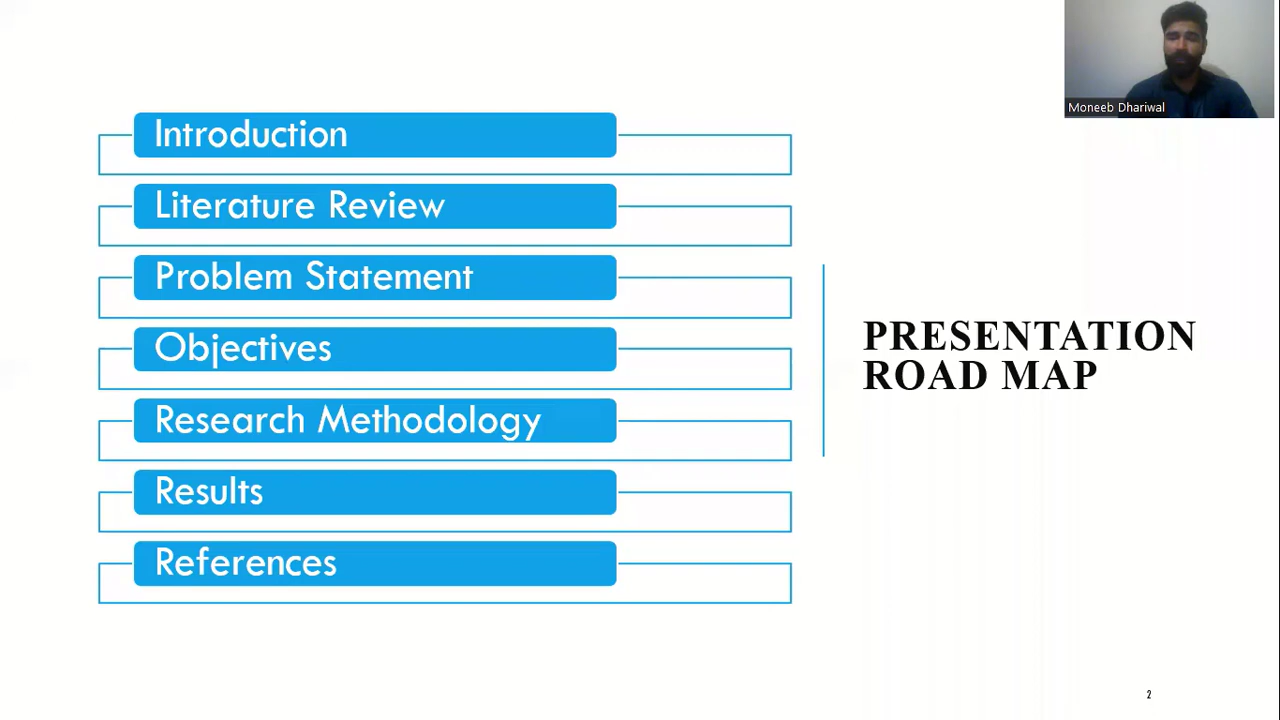 Moneeb Dhariwal
Introduction
Literature Review
Problem Statement
Objectives
Research Methodology
Results
References
PRESENTATION
ROAD MAP
2